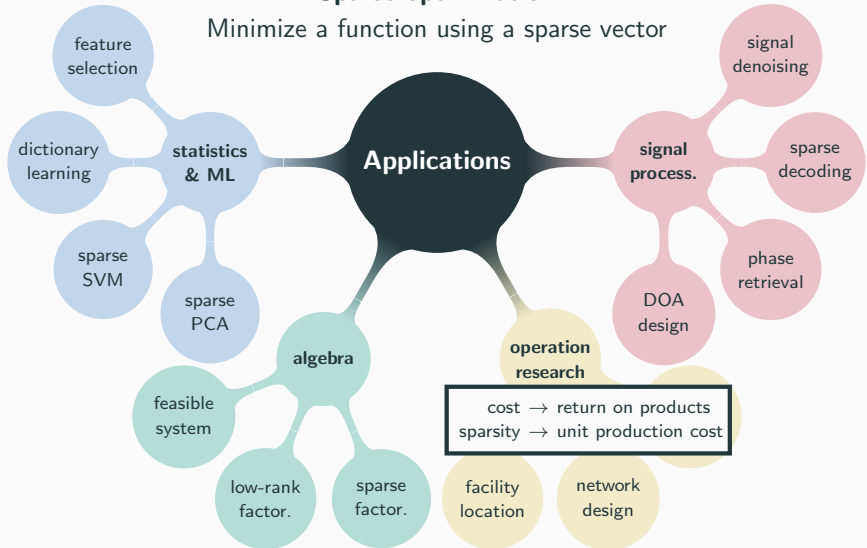 Minimize a function using a sparse vector
feature
selection
signal
denoising
dictionary
learning
statistics
& ML
Applications
signal
process.
sparse
decoding
sparse
SVM
sparse
PCA
DOA
design
phase
retrieval
algebra
operation
research
feasible
system
cost → return on products
sparsity → unit production cost
low-rank
factor.
sparse
factor.
facility
location
network
design